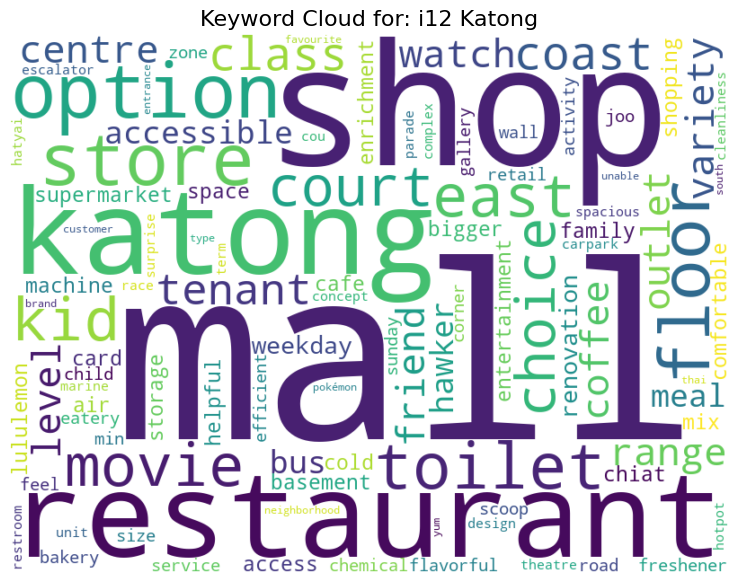 Keyword Cloud for: i12 Katong
centre
zone
class
favourite
watch
coast
shopping
cleanliness
escalator
option
entrance
shop
enrichment
variety
hatyai
accessible
cou
parade
complex
gallery
wall
joo
activity
store
supermarket
space
court
retail
unable
south
east
spacious
outlet
floor
katong
customer
type
surprise
term
race
bigger
family
carpark
machine
tenant
cafe
concept
choice
entertainment
comfortable
brand
kid
mall
sunday
friend
hawker
corner
coffee
renovation
weekday
card
child
marine
level
air
eatery
storage
helpful
efficient
pokémon
meal
thai
mix
lululemon
min
movie
bus
cold
basement
toilet
range
chiat
feel
restaurant
neighborhood
yum
scoop
design
hotpot
restroom
unit
size
bakery
service
access
chemical
flavorful
theatre
road
freshener